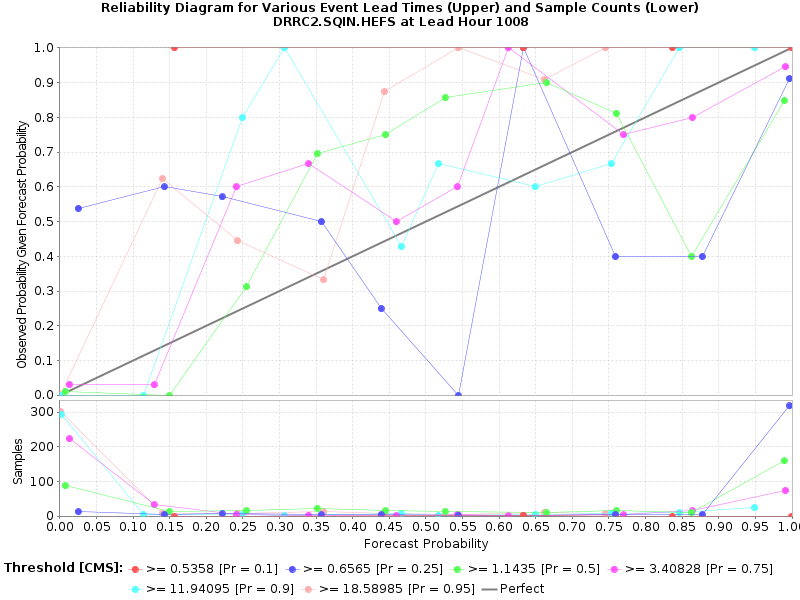 Reliability Diagram for Various Event Lead Times (Upper) and Sample Counts (Lower)
DRRC2.SQIN.HEFS at Lead Hour 1008
Observed Probability Given Forecast Probability
1.0
0.9
0.8
0.7
0.6
0.5
0.4
0.3
0.2
0.1
0.0
Samples
300
200
100
0
0.00 0.05 0.10 0.15 0.20 0.25 0.30 0.35 0.40 0.45 0.50 0.55 0.60 0.65 0.70 0.75 0.80 0.85 0.90 0.95 1.0
Forecast Probability
Threshold [CMS]: >= 0.5358 [Pr = 0.1] >= 0.6565 [Pr = 0.25] >= 1.1435 [Pr = 0.5] >= 3.40828 [Pr = 0.75]
>= 11.94095 [Pr = 0.9] >= 18.58985 [Pr = 0.95] Perfect